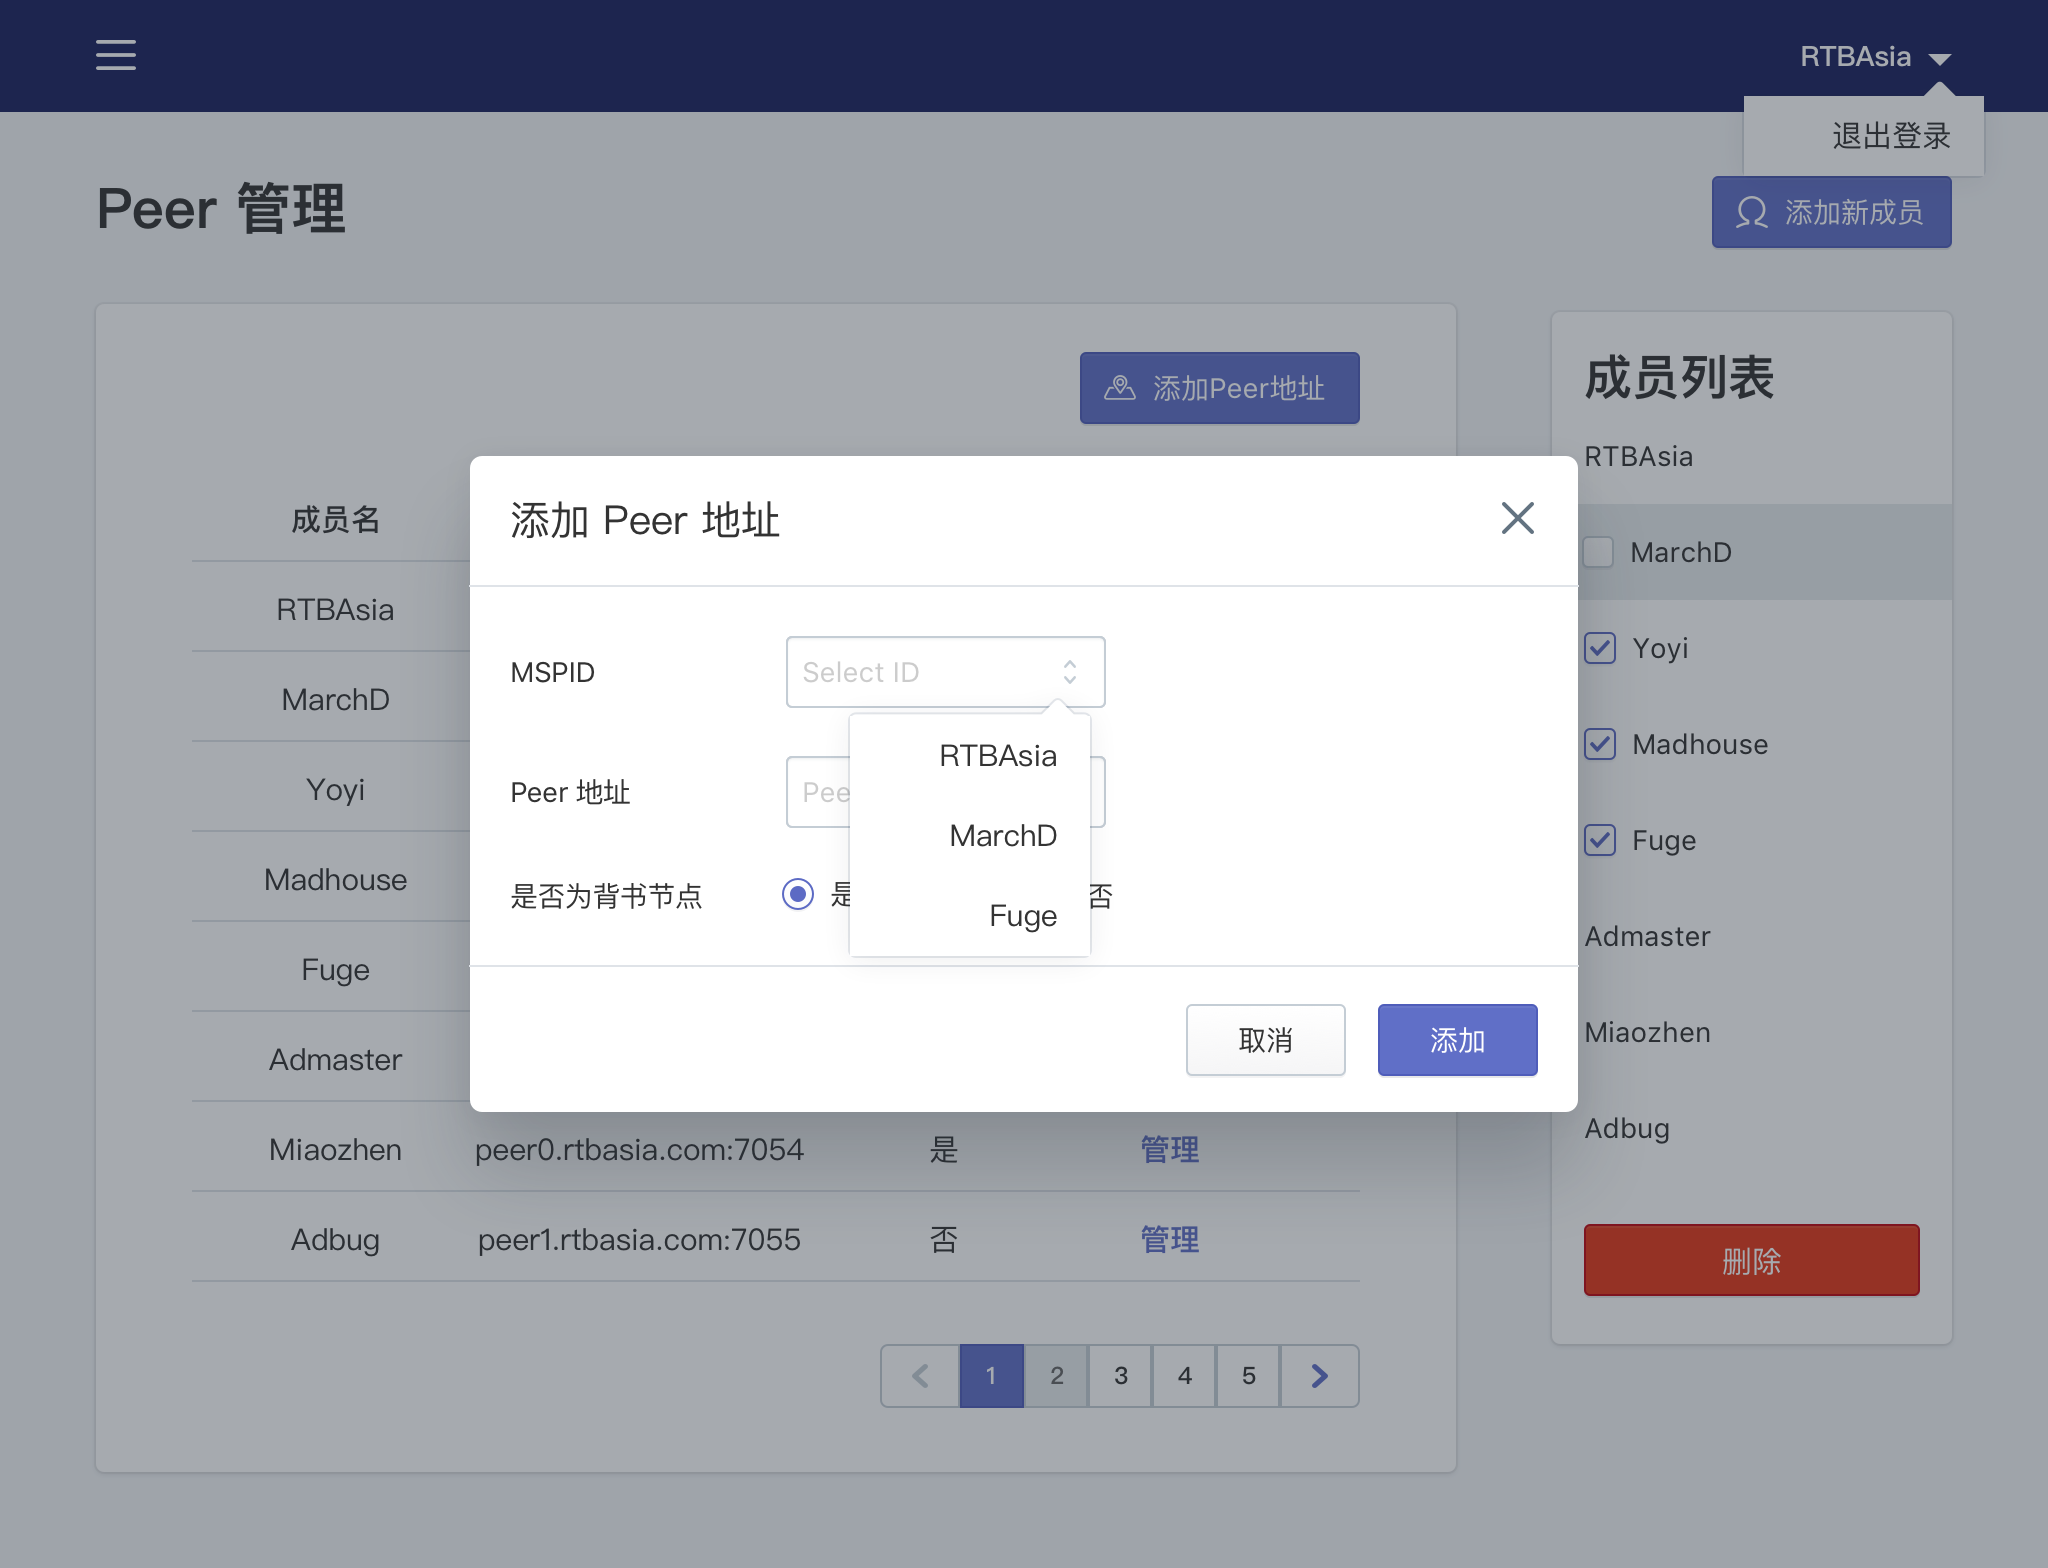 RTBAsia
退出登录
Peer 管理
添加新成员
添加Peer地址
成员名
RTBAsia
MarchD
Yoyi
Madhouse
Fuge
Admaster
Miaozhen peer0.rtbasia.com:7054 是 管理
Adbug peer1.rtbasia.com:7055 否 管理
1 2 3 4 5
添加 Peer 地址
MSPID
Select ID
RTBAsia
MarchD
Fuge
Peer 地址
Pee
是否为背书节点
是
否
取消
添加
成员列表
RTBAsia
MarchD
Yoyi
Madhouse
Fuge
Admaster
Miaozhen
Adbug
删除